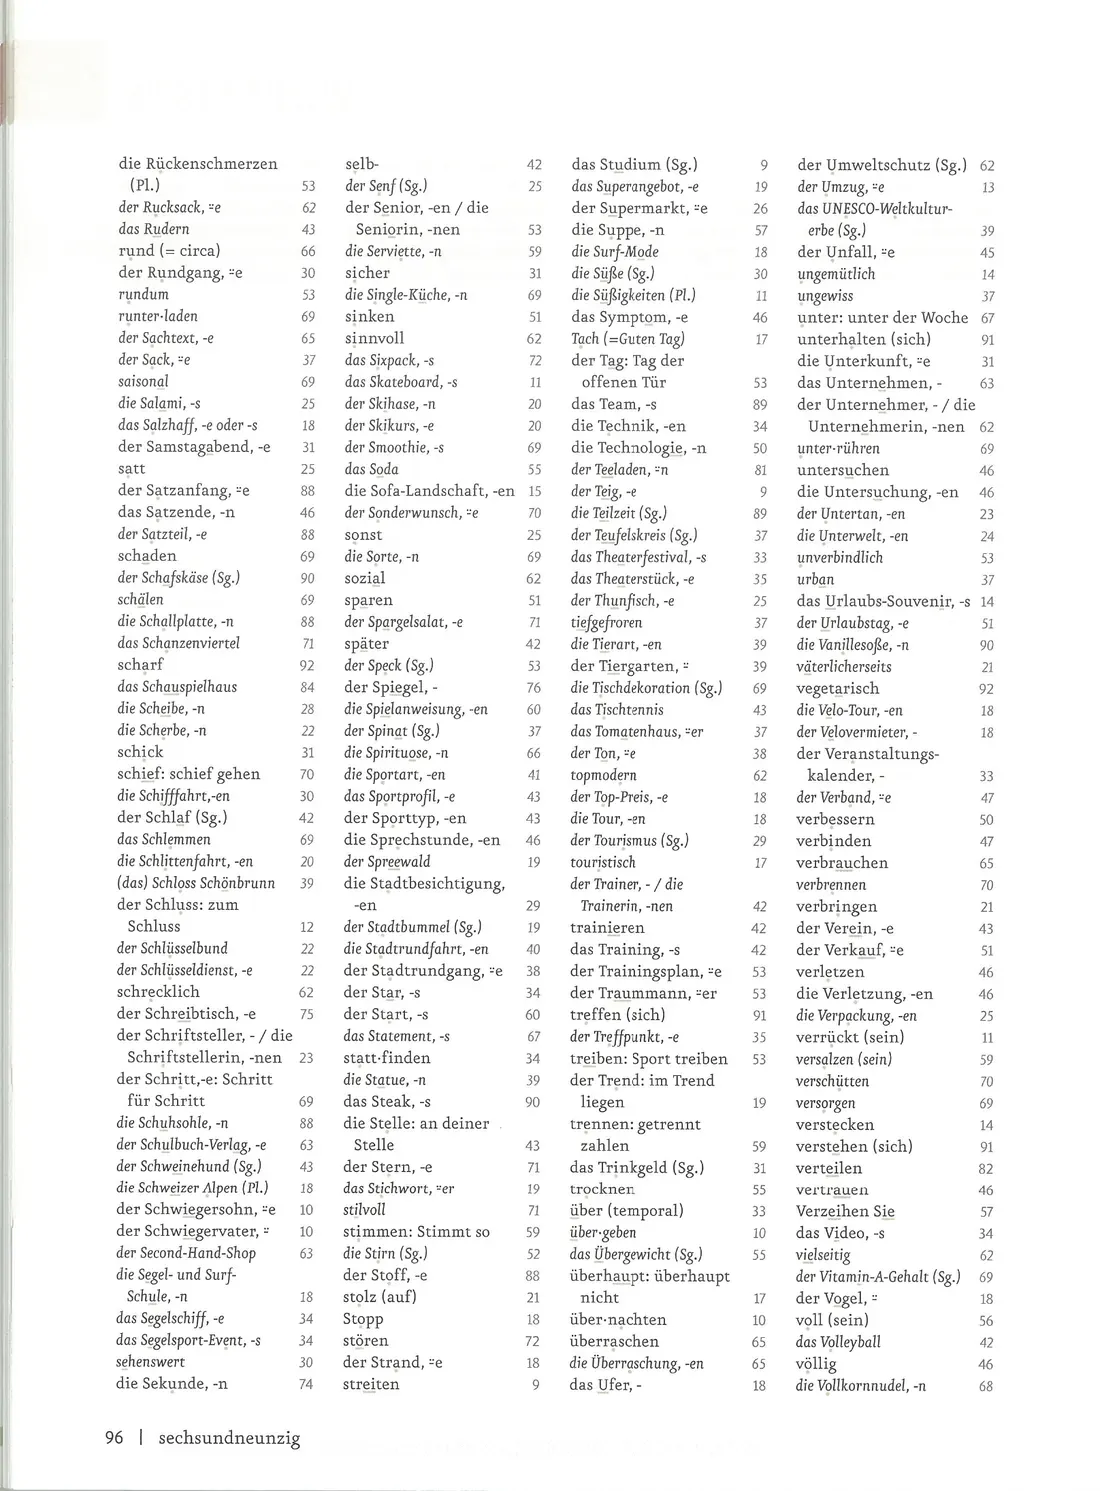 die Rückenschmerzen
(Pl.) 53
der Rucksack, -̈e 62
das Rudern 43
rund (= circa) 66
der Rundgang, -̈e 30
rundum 53
runter·laden 69
der Sachtext, -e 65
der Sack, -̈e 37
saisonal 69
die Salami, -s 25
das Salzhaff, -e oder -s 18
der Samstagabend, -e 31
satt 25
der Satzanfang, -̈e 88
das Satzende, -n 46
der Satzteil, -e 88
schaden 69
der Schafskäse (Sg.) 90
schälen 69
die Schallplatte, -n 88
das Schanzenviertel 71
scharf 92
das Schauspielhaus 84
die Scheibe, -n 28
die Scherbe, -n 22
schick 31
schief: schief gehen 70
die Schifffahrt,-en 30
der Schlaf (Sg.) 42
das Schlemmen 69
die Schlittenfahrt, -en 20
(das) Schloss Schönbrunn 39
der Schluss: zum
Schluss 12
der Schlüsselbund 22
der Schlüsseldienst, -e 22
schrecklich 62
der Schreibtisch, -e 75
der Schriftsteller, - / die
Schriftstellerin, -nen 23
der Schritt,-e: Schritt
für Schritt 69
die Schuhsohle, -n 88
der Schulbuch-Verlag, -e 63
der Schweinehund (Sg.) 43
die Schweizer Alpen (Pl.) 18
der Schwiegersohn, -̈e 10
der Schwiegervater, -̈ 10
der Second-Hand-Shop 63
die Segel- und Surf-
Schule, -n 18
das Segelschiff, -e 34
das Segelsport-Event, -s 34
sehenswert 30
die Sekunde, -n 74
selb- 42
der Senf (Sg.) 25
der Senior, -en / die
Seniorin, -nen 53
die Serviette, -n 59
sicher 31
die Single-Küche, -n 69
sinken 51
sinnvoll 62
das Sixpack, -s 72
das Skateboard, -s 11
der Skihase, -n 20
der Skikurs, -e 20
der Smoothie, -s 69
das Soda 55
die Sofa-Landschaft, -en 15
der Sonderwunsch, -̈e 70
sonst 25
die Sorte, -n 69
sozial 62
sparen 51
der Spargelsalat, -e 71
später 42
der Speck (Sg.) 53
der Spiegel, - 76
die Spielanweisung, -en 60
der Spinat (Sg.) 37
die Spirituose, -n 66
die Sportart, -en 41
das Sportprofil, -e 43
der Sporttyp, -en 43
die Sprechstunde, -en 46
der Spreewald 19
die Stadtbesichtigung,
-en 29
der Stadtbummel (Sg.) 19
die Stadtrundfahrt, -en 40
der Stadtrundgang, -̈e 38
der Star, -s 34
der Start, -s 60
das Statement, -s 67
statt·finden 34
die Statue, -n 39
das Steak, -s 90
die Stelle: an deiner
Stelle 43
der Stern, -e 71
das Stichwort, -̈er 19
stilvoll 71
stimmen: Stimmt so 59
die Stirn (Sg.) 52
der Stoff, -e 88
stolz (auf) 21
Stopp 18
stören 72
der Strand, -̈e 18
streiten 9
das Studium (Sg.) 9
das Superangebot, -e 19
der Supermarkt, -̈e 26
die Suppe, -n 57
die Surf-Mode 18
die Süße (Sg.) 30
die Süßigkeiten (Pl.) 11
das Symptom, -e 46
Tach (=Guten Tag) 17
der Tag: Tag der
offenen Tür 53
das Team, -s 89
die Technik, -en 34
die Technologie, -n 50
der Teeladen, -̈n 81
der Teig, -e 9
die Teilzeit (Sg.) 89
der Teufelskreis (Sg.) 37
das Theaterfestival, -s 33
das Theaterstück, -e 35
der Thunfisch, -e 25
tiefgefroren 37
die Tierart, -en 39
der Tiergarten, -̈ 39
die Tischdekoration (Sg.) 69
das Tischtennis 43
das Tomatenhaus, -̈er 37
der Ton, -̈e 38
topmodern 62
der Top-Preis, -e 18
die Tour, -en 18
der Tourismus (Sg.) 29
touristisch 17
der Trainer, - / die
Trainerin, -nen 42
trainieren 42
das Training, -s 42
der Trainingsplan, -̈e 53
der Traummann, -̈er 53
treffen (sich) 91
der Treffpunkt, -e 35
treiben: Sport treiben 53
der Trend: im Trend
liegen 19
trennen: getrennt
zahlen 59
das Trinkgeld (Sg.) 31
trocknen 55
über (temporal) 33
über·geben 10
das Übergewicht (Sg.) 55
überhaupt: überhaupt
nicht 17
über·nachten 10
überraschen 65
die Überraschung, -en 65
das Ufer, - 18
der Umweltschutz (Sg.) 62
der Umzug, -̈e 13
das UNESCO-Weltkultur-
erbe (Sg.) 39
der Unfall, -̈e 45
ungemütlich 14
ungewiss 37
unter: unter der Woche 67
unterhalten (sich) 91
die Unterkunft, -̈e 31
das Unternehmen, - 63
der Unternehmer, - / die
Unternehmerin, -nen 62
unter·rühren 69
untersuchen 46
die Untersuchung, -en 46
der Untertan, -en 23
die Unterwelt, -en 24
unverbindlich 53
urban 37
das Urlaubs-Souvenir, -s 14
der Urlaubstag, -e 51
die Vanillesoße, -n 90
väterlicherseits 21
vegetarisch 92
die Velo-Tour, -en 18
der Velovermieter, - 18
der Veranstaltungs-
kalender, - 33
der Verband, -̈e 47
verbessern 50
verbinden 47
verbrauchen 65
verbrennen 70
verbringen 21
der Verein, -e 43
der Verkauf, -̈e 51
verletzen 46
die Verletzung, -en 46
die Verpackung, -en 25
verrückt (sein) 11
versalzen (sein) 59
verschütten 70
versorgen 69
verstecken 14
verstehen (sich) 91
verteilen 82
vertrauen 46
Verzeihen Sie 57
das Video, -s 34
vielseitig 62
der Vitamin-A-Gehalt (Sg.) 69
der Vogel, -̈ 18
voll (sein) 56
das Volleyball 42
völlig 46
die Vollkornnudel, -n 68
96 | sechsundneunzig